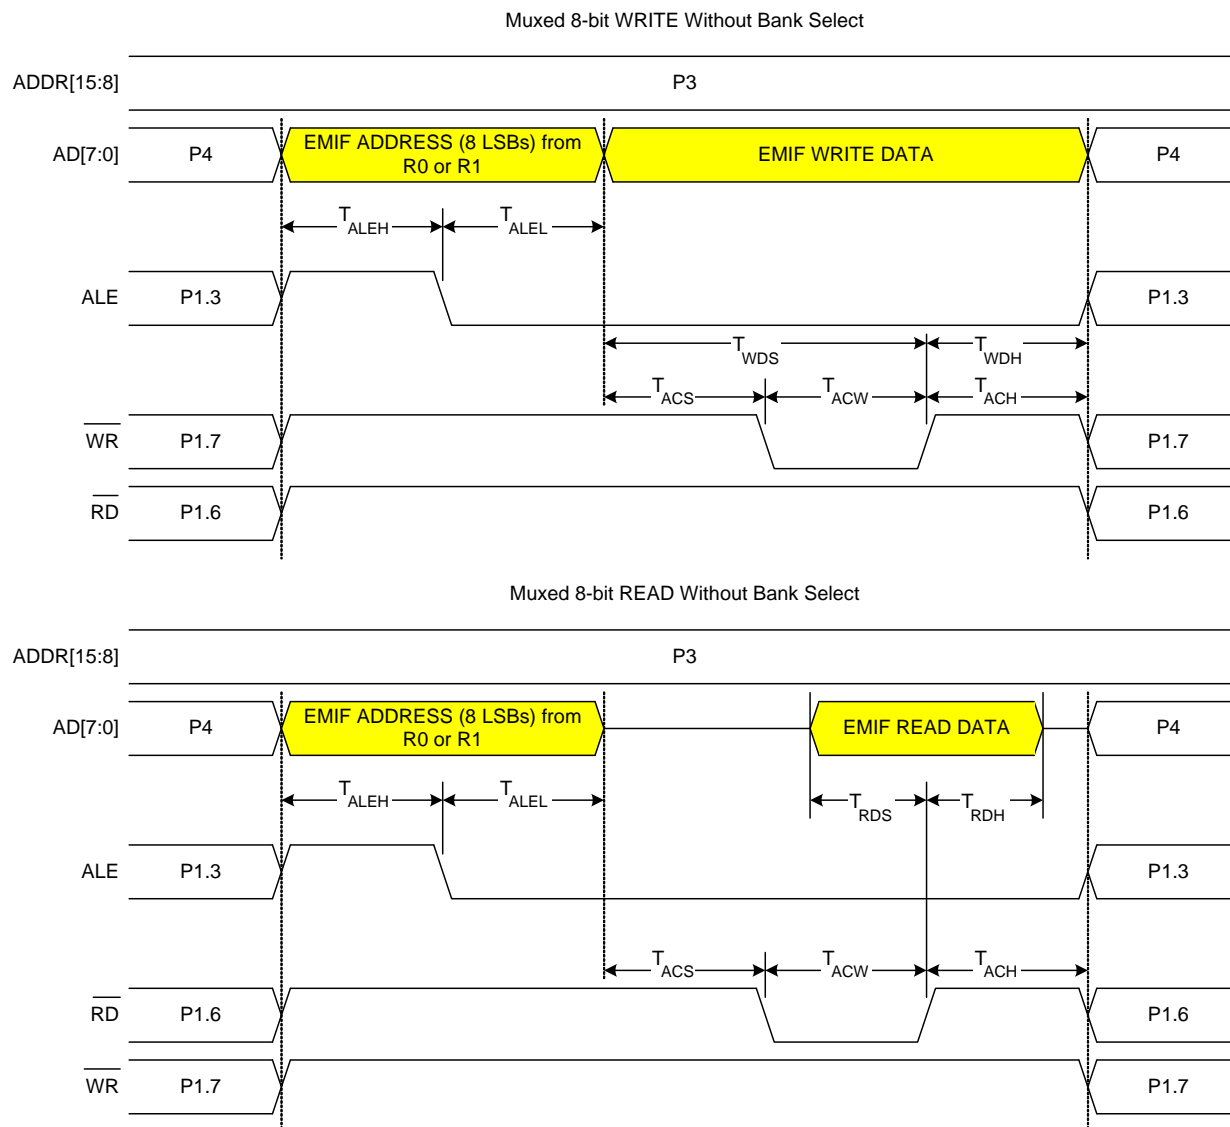 Muxed 8-bit WRITE Without Bank Select
ADDR[15:8] P3
AD[7:0] P4 EMIF ADDRESS (8 LSBs) from
R0 or R1 EMIF WRITE DATA P4
TALEH TALEL
ALE P1.3 P1.3
TWDS TWDH
TACS TACW TACH
WR P1.7 P1.7
RD P1.6 P1.6
Muxed 8-bit READ Without Bank Select
ADDR[15:8] P3
AD[7:0] P4 EMIF ADDRESS (8 LSBs) from
R0 or R1 EMIF READ DATA P4
TALEH TALEL TRDS TRDH
ALE P1.3 P1.3
TACS TACW TACH
RD P1.6 P1.6
WR P1.7 P1.7